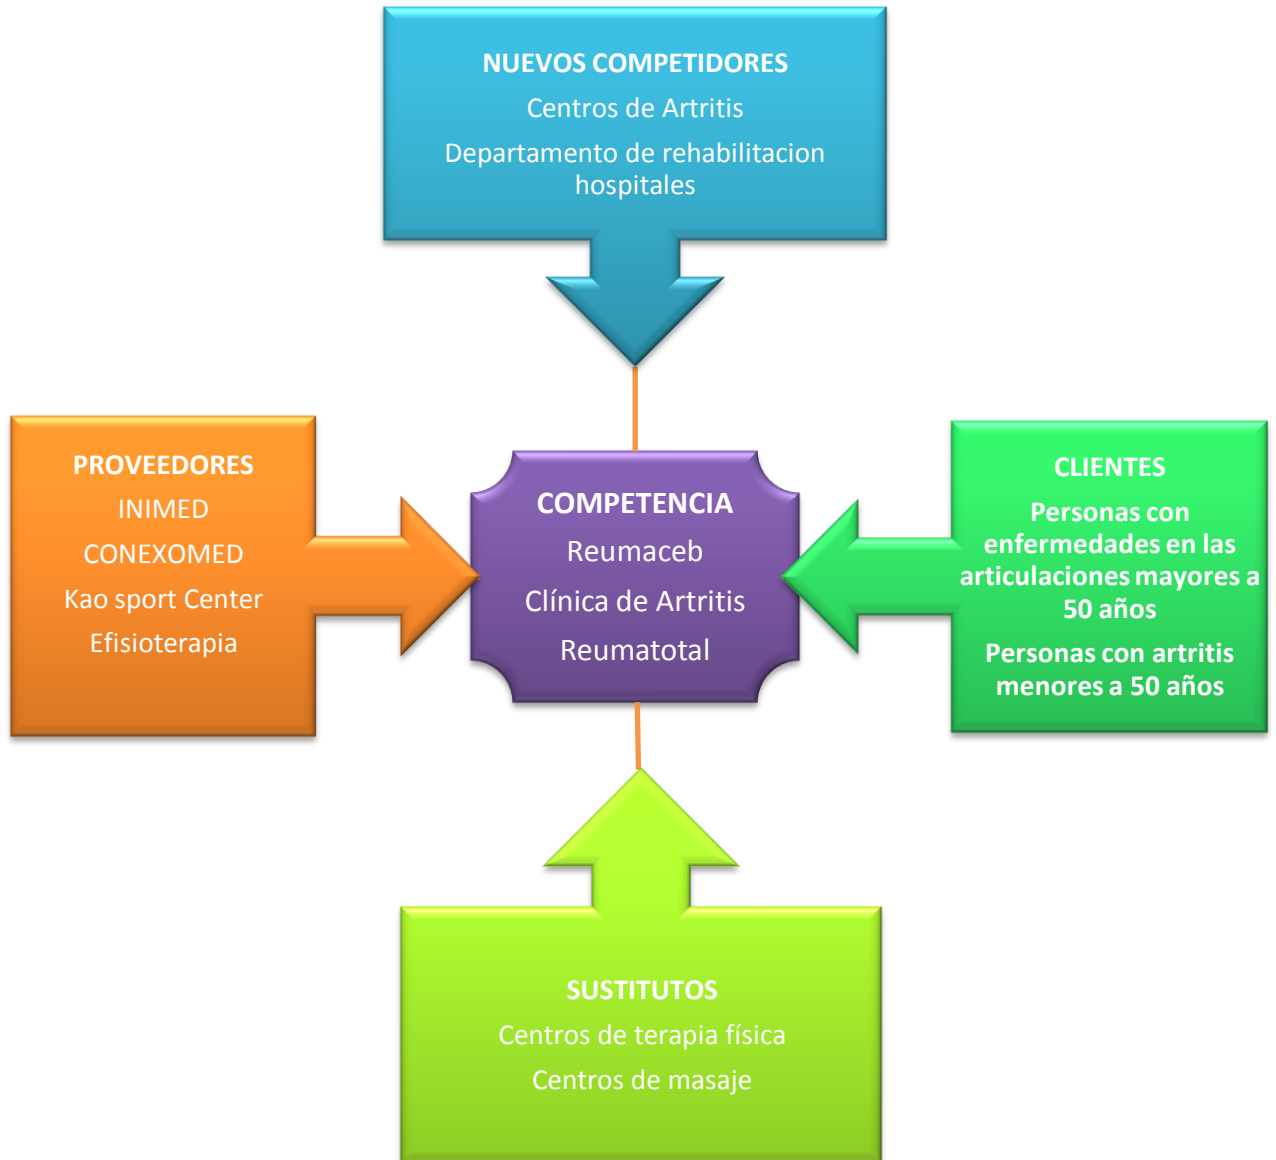 NUEVOS COMPETIDORES
Centros de Artritis
Departamento de rehabilitacion
hospitales
PROVEEDORES
INIMED
CONEXOMED
Kao sport Center
Efisioterapia
COMPETENCIA
Reumaceb
Clínica de Artritis
Reumatotal
CLIENTES
Personas con
enfermedades en las
articulaciones mayores a
50 años
Personas con artritis
menores a 50 años
SUSTITUTOS
Centros de terapia física
Centros de masaje